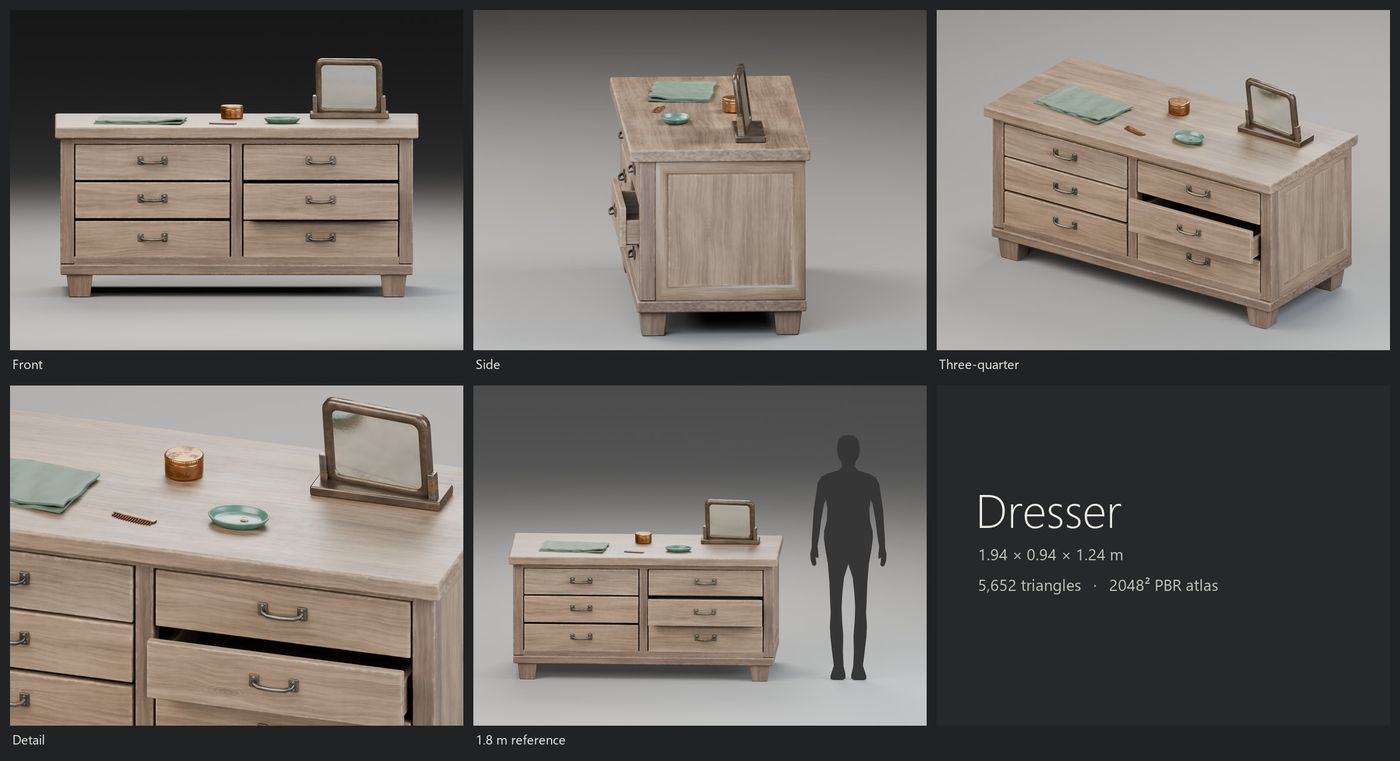 Front
Side
Three-quarter
Detail
1.8 m reference
Dresser
1.94 × 0.94 × 1.24 m
5,652 triangles · 2048² PBR atlas